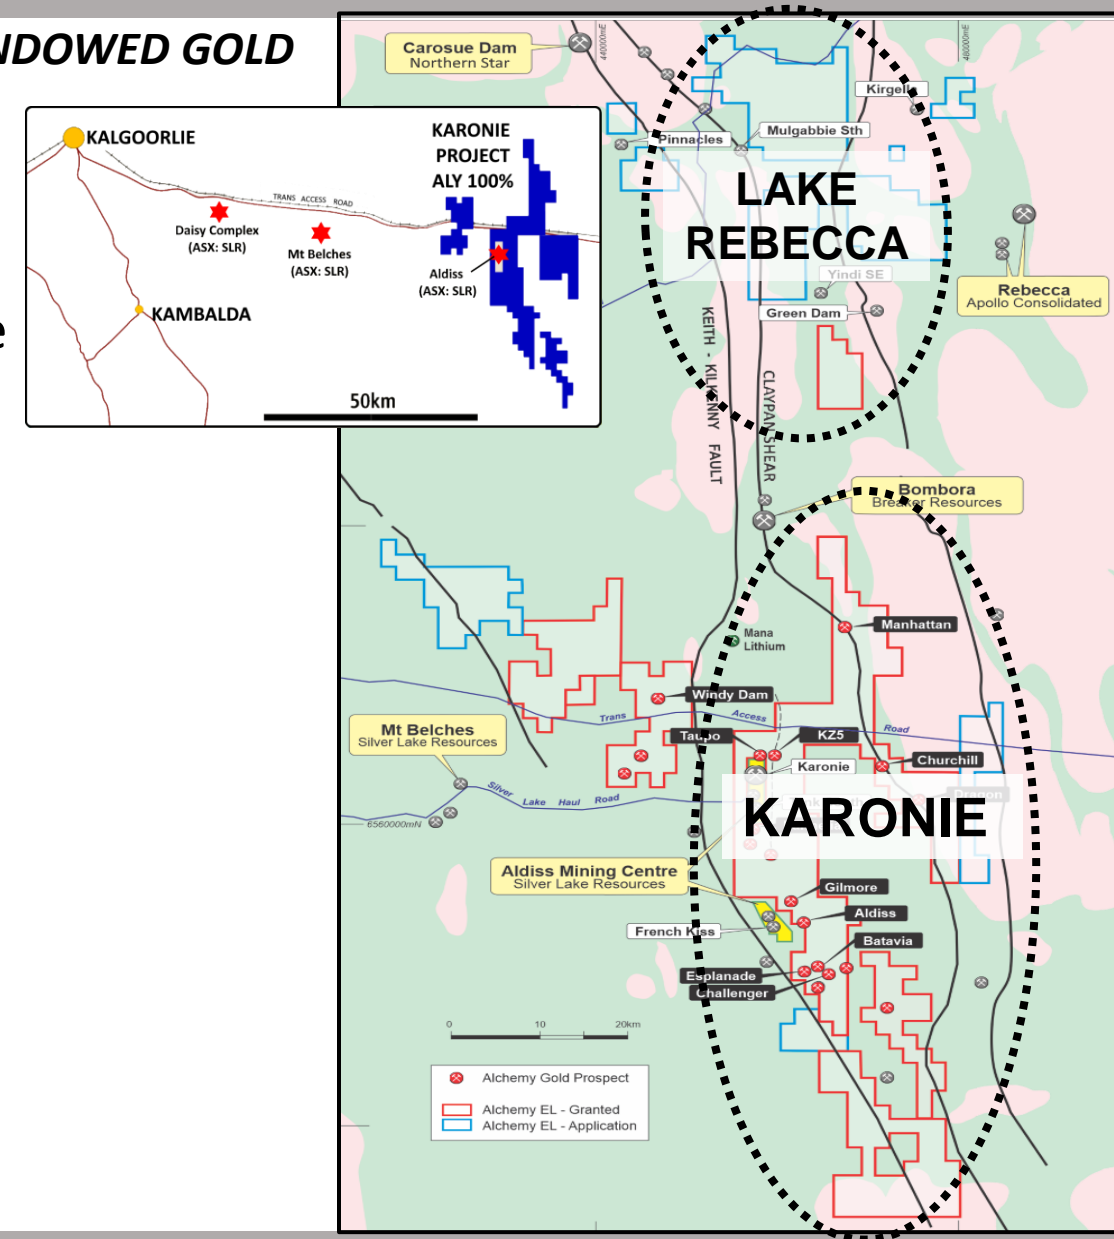 NDOWED GOLD
KALGOORLIE
KARONIE
PROJECT
ALY 100%
TRANS ACCESS ROAD
Daisy Complex
(ASX: SLR)
Mt Belches
(ASX: SLR)
Aldiss
(ASX: SLR)
KAMBALDA
50km
e
Carosue Dam
Northern Star
440000mE
480000mE
Kirgella
Pinnacles
Mulgabbie Sth
LAKE
REBECCA
Yindi SE
Green Dam
Rebecca
Apollo Consolidated
KEITH - KILKENNY FAULT
CLAYPAN SHEAR
Bombora
Breaker Resources
Manhattan
Mana
Lithium
Windy Dam
Trans Access Road
Mt Belches
Silver Lake Resources
Taupo
KZ5
Karonie
Churchill
Dragon
Silver Lake Haul Road
6560000mN
KARONIE
Aldiss Mining Centre
Silver Lake Resources
Gilmore
Aldiss
French Kiss
Batavia
Esplanade
Challenger
0 10 20km
Alchemy Gold Prospect
Alchemy EL - Granted
Alchemy EL - Application